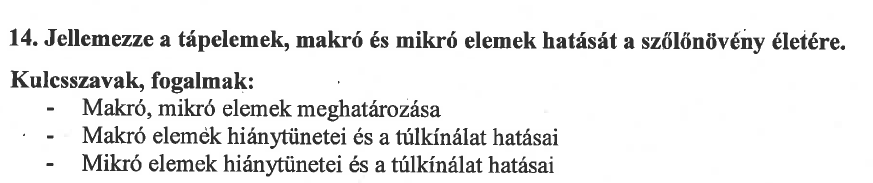 14. Jellemezze a tápelemek, makró és mikró elemek hatását a szőlőnövény életére.
Kulcsszavak, fogalmak:
- Makró, mikró elemek meghatározása
- Makró elemek hiánytünetei és a túlkínálat hatásai
- Mikró elemek hiánytünetei és a túlkínálat hatásai